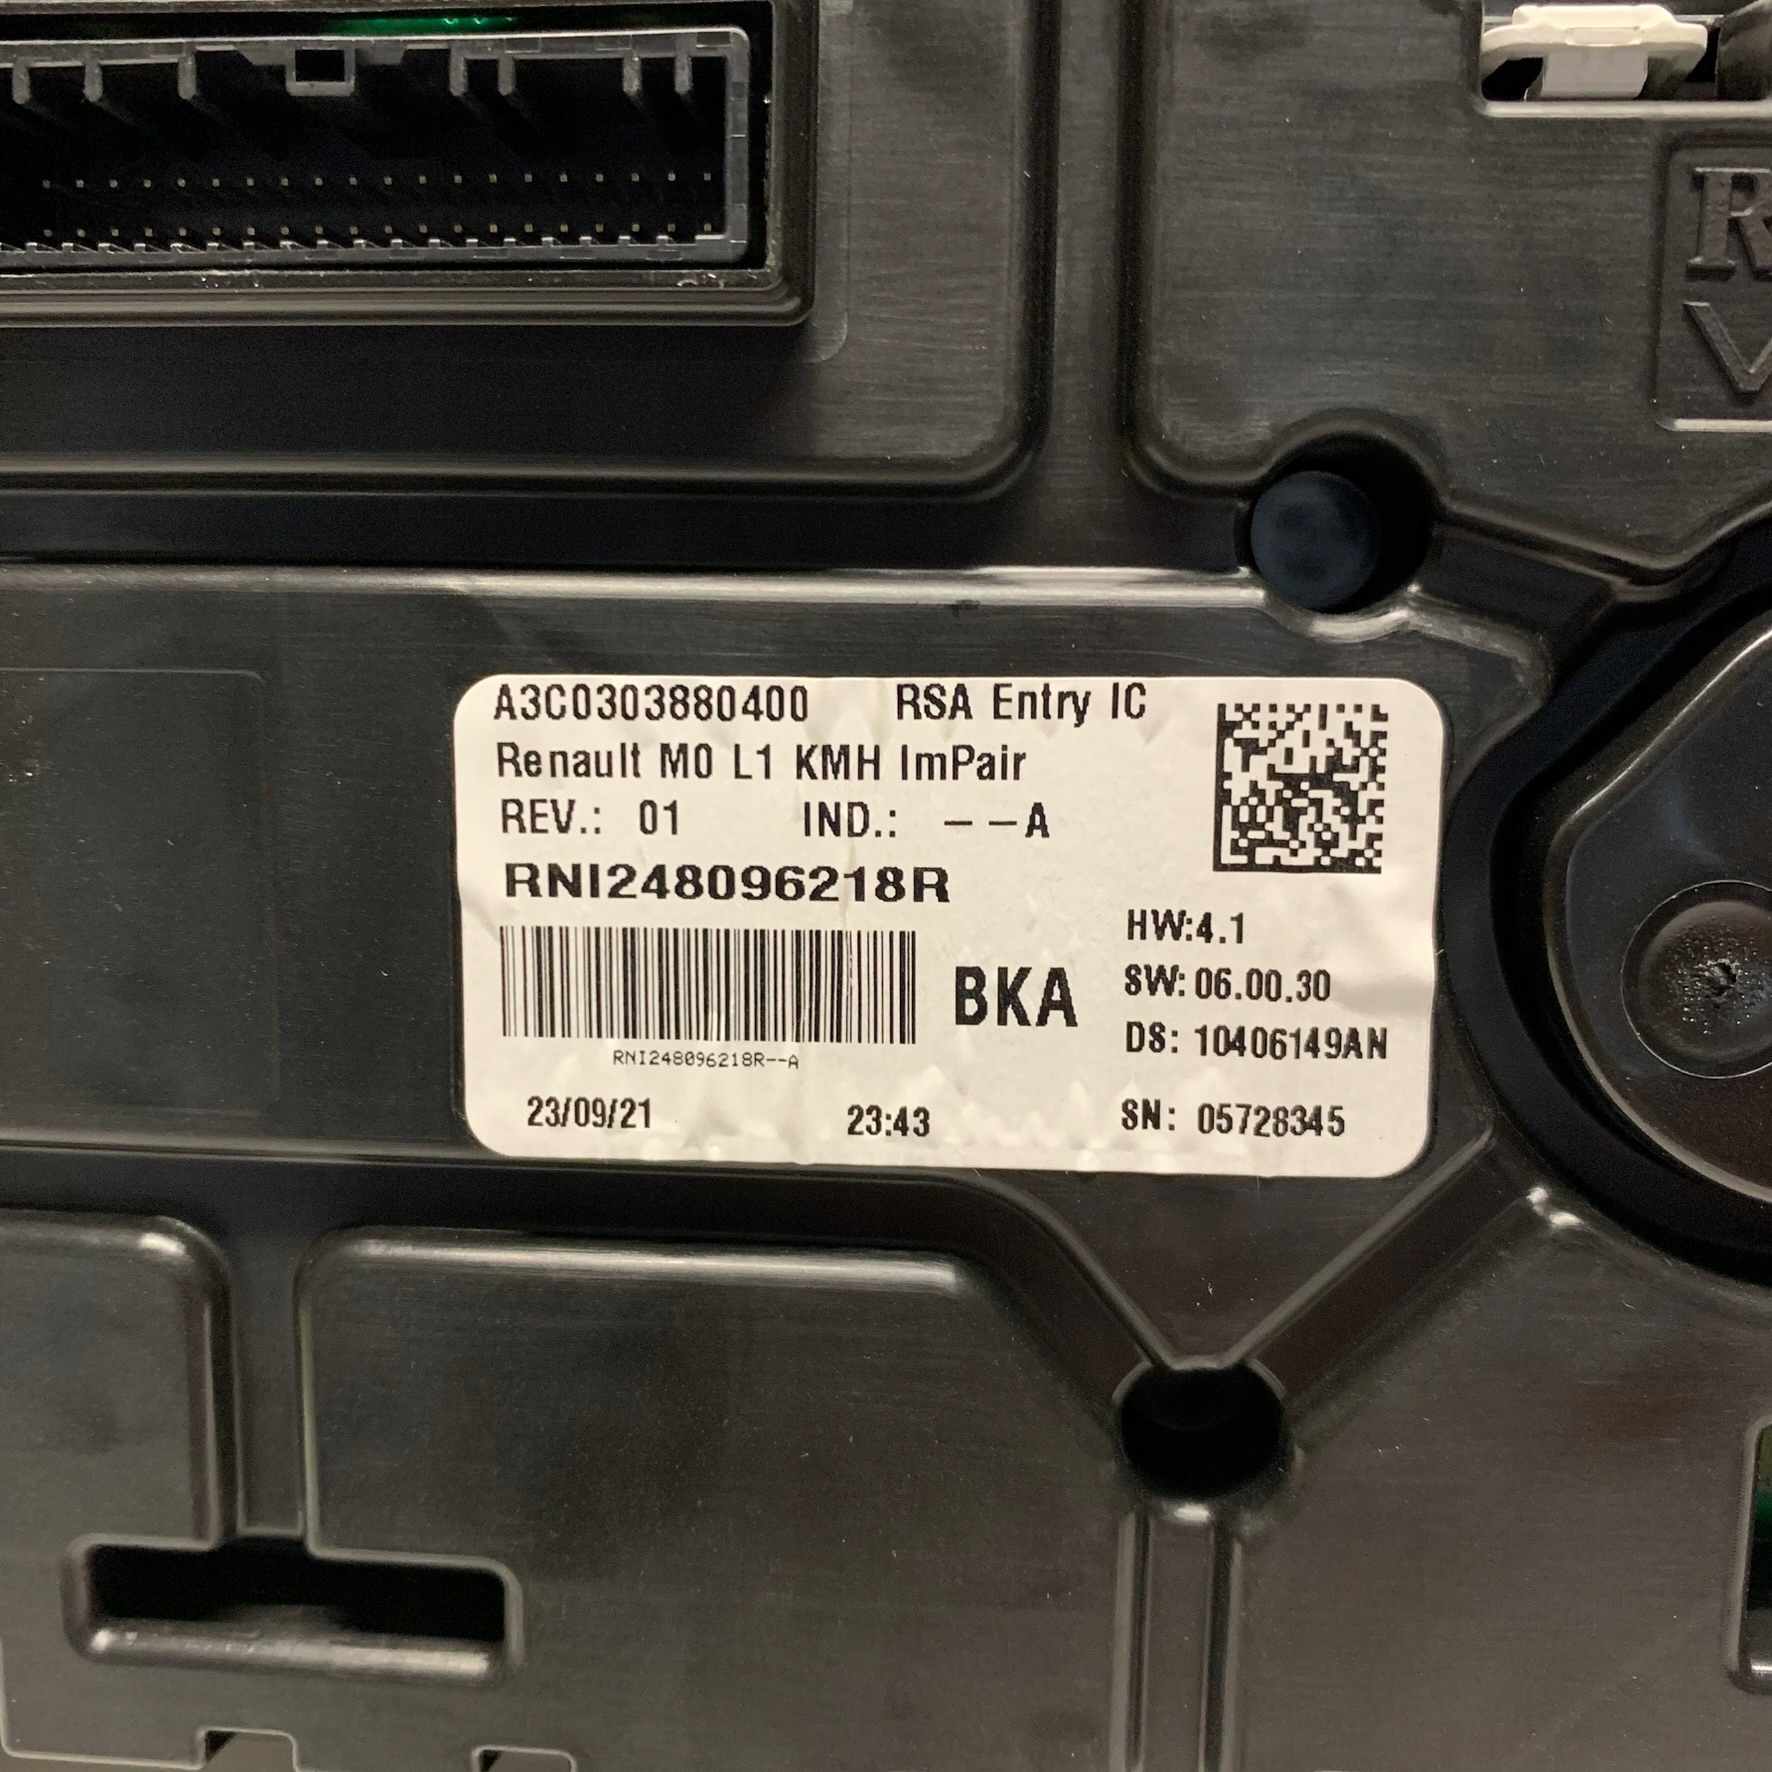 A3C0303880400 RSA Entry IC
Renault M0 L1 KMH ImPair
REV.: 01 IND.: --A
RNI248096218R
HW:4.1
BKA
SW: 06.00.30
DS: 10406149AN
RNI248096218R--A
23/09/21 23:43 SN: 05728345